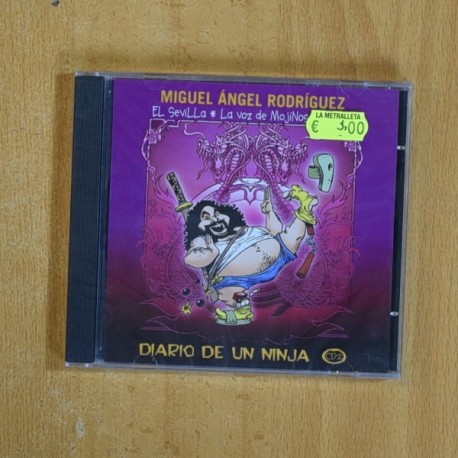 MIGUEL ÁNGEL RODRÍGUEZ
EL SeviLLa * La voz de MojiNos
LA METRALLETA
€ 3,00
DIARIO DE UN NINJA